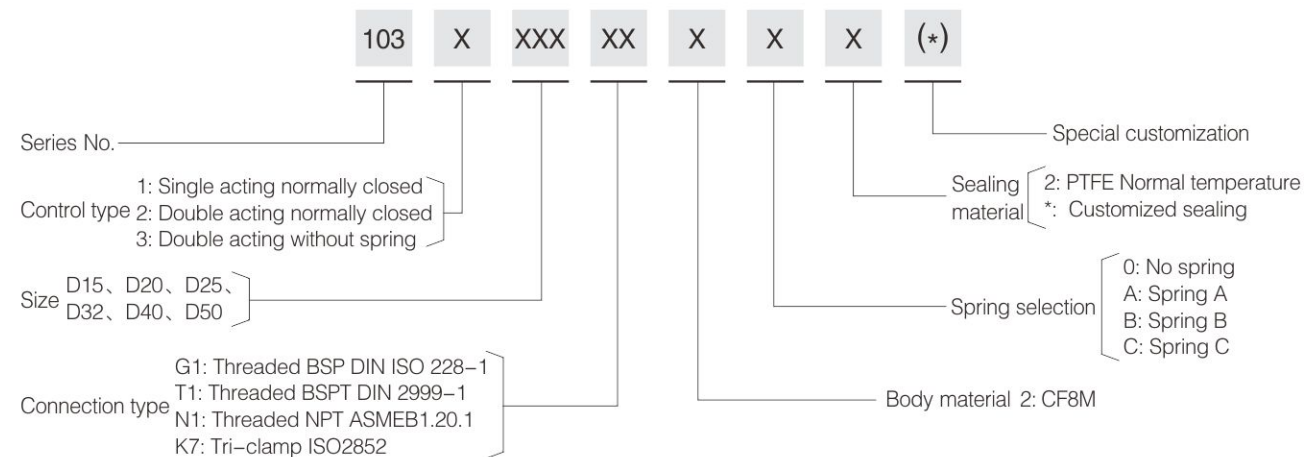 103 X XXX XX X X X (*)
Series No.
Control type
1: Single acting normally closed
2: Double acting normally closed
3: Double acting without spring
Size
D15、D20、D25、
D32、D40、D50
Connection type
G1: Threaded BSP DIN ISO 228-1
T1: Threaded BSPT DIN 2999-1
N1: Threaded NPT ASMEB1.20.1
K7: Tri-clamp ISO2852
Special customization
Sealing
material
2: PTFE Normal temperature
*: Customized sealing
Spring selection
0: No spring
A: Spring A
B: Spring B
C: Spring C
Body material 2: CF8M